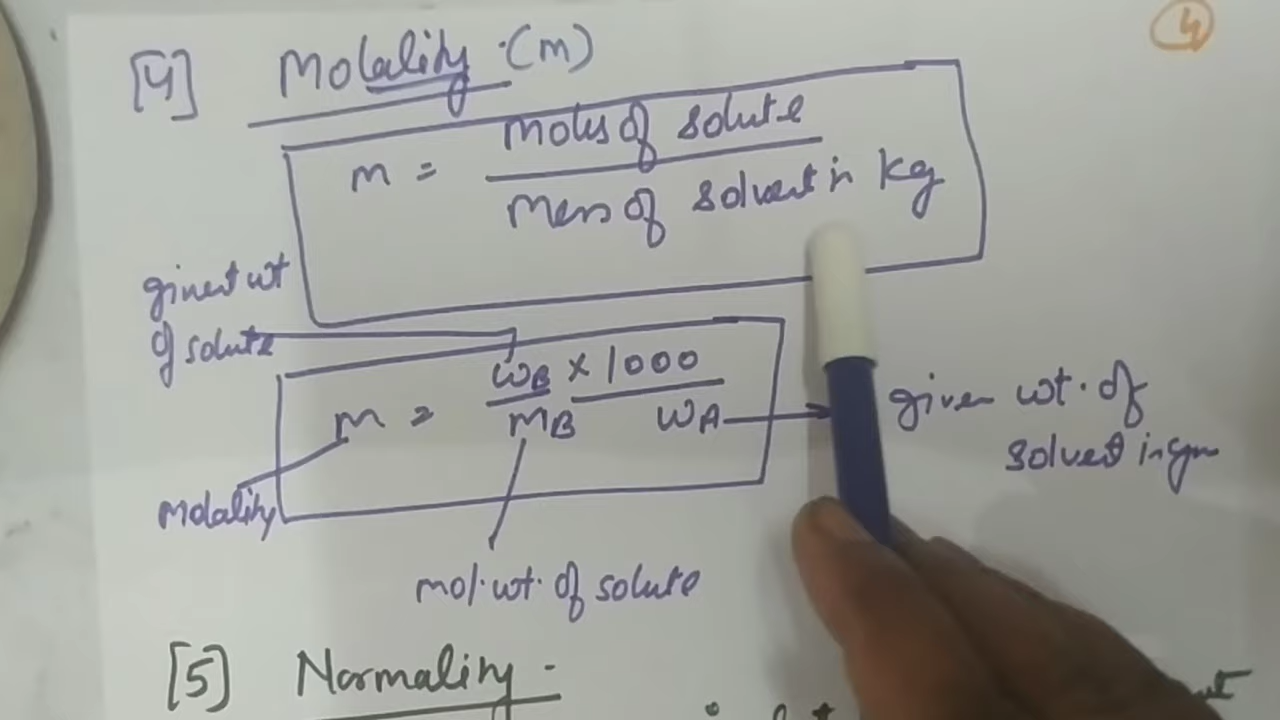 4
[4] Molality (m)
m = Moles of solute
Mass of solvent in kg
given wt
of solute
m = WB × 1000
MB WA
given wt. of
solvent in gm
Molality
mol. wt. of solute
[5] Normality -